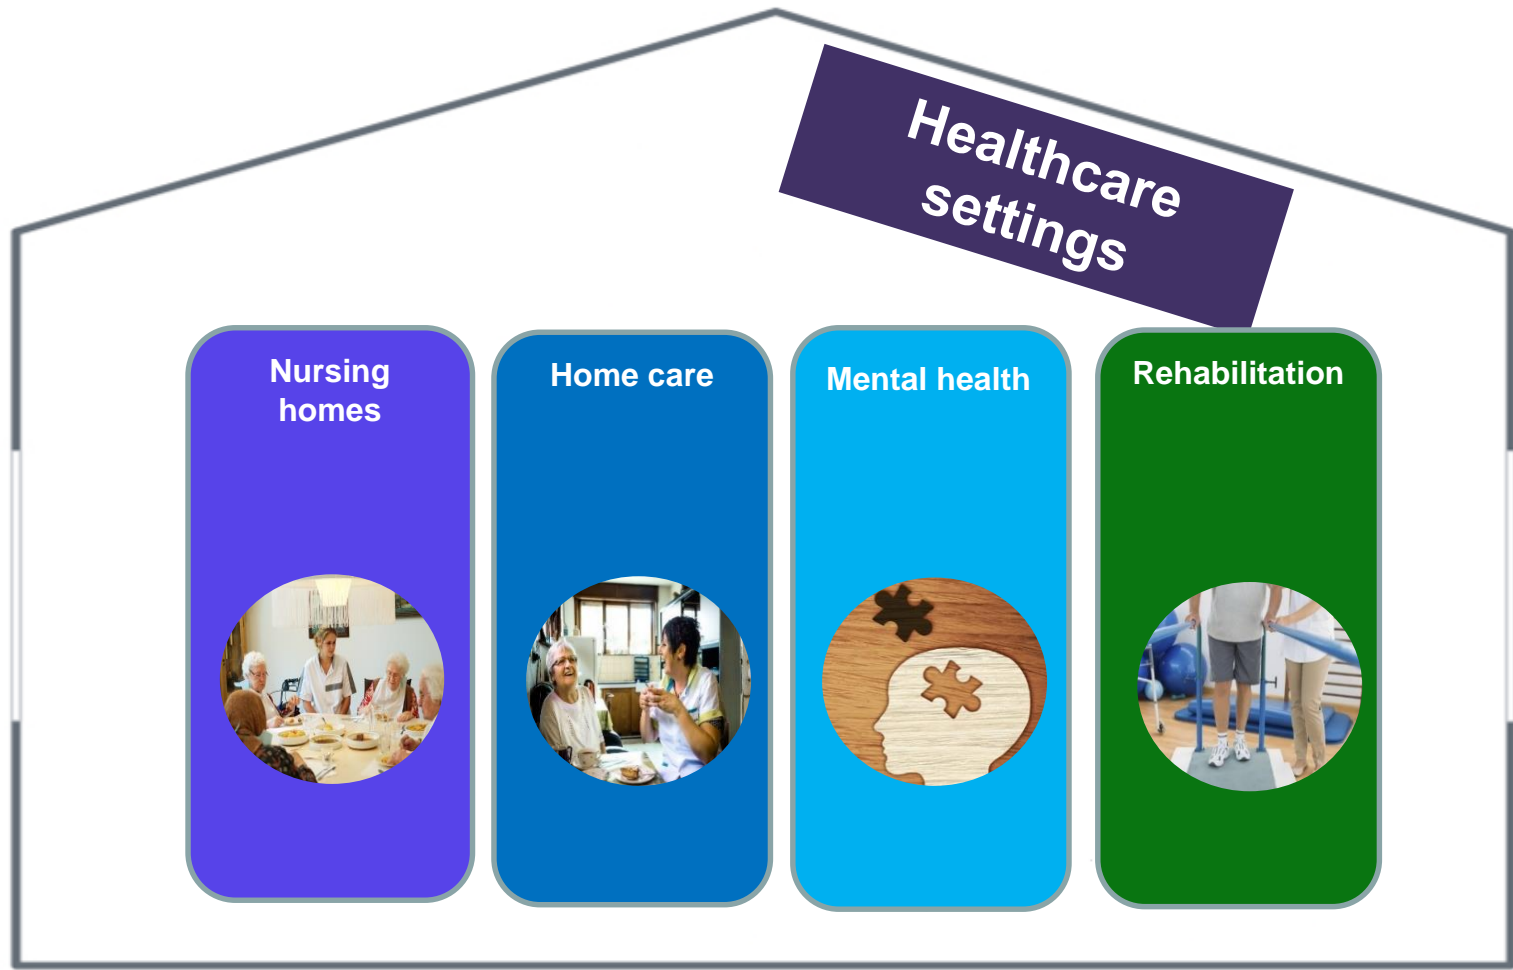 Healthcare
settings
Nursing
homes
Home care
Mental health
Rehabilitation